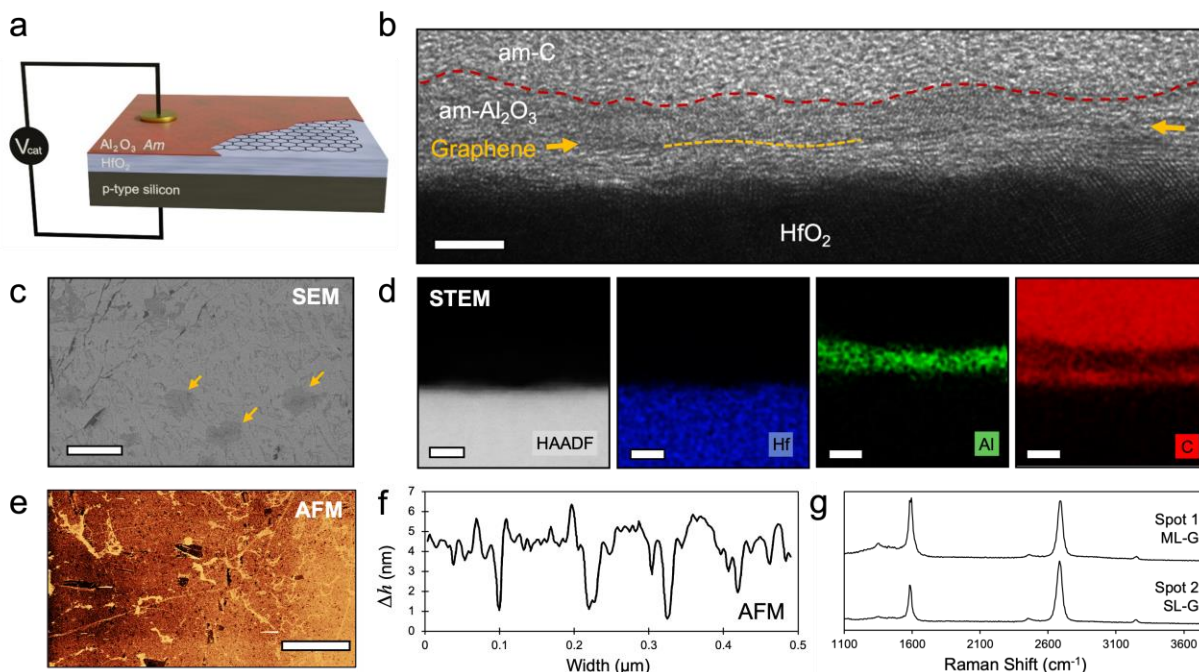 a
V_cat
Al₂O₃ Am
HfO₂
p-type silicon
b
am-C
am-Al₂O₃
Graphene
HfO₂
c
SEM
d
STEM
HAADF
Hf
Al
C
e
AFM
f
7
6
5
4
3
2
1
0
Δh (nm)
0
0.1
0.2
0.3
0.4
0.5
Width (μm)
AFM
g
Spot 1
ML-G
Spot 2
SL-G
1100
1600
2100
2600
3100
3600
Raman Shift (cm⁻¹)